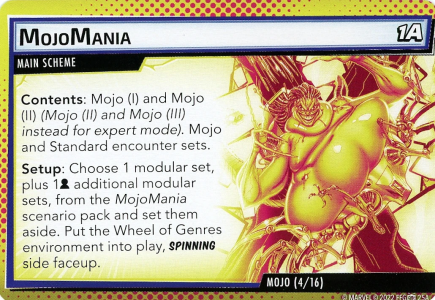 MojoMania
1A
MAIN SCHEME
Contents: Mojo (I) and Mojo
(II) (Mojo (II) and Mojo (III)
instead for expert mode). Mojo
and Standard encounter sets.
Setup: Choose 1 modular set,
plus 1 additional modular
sets, from the MojoMania
scenario pack and set them
aside. Put the Wheel of Genres
environment into play, SPINNING
side faceup.
MOJO (4/16)
© MARVEL © 2022 FFG